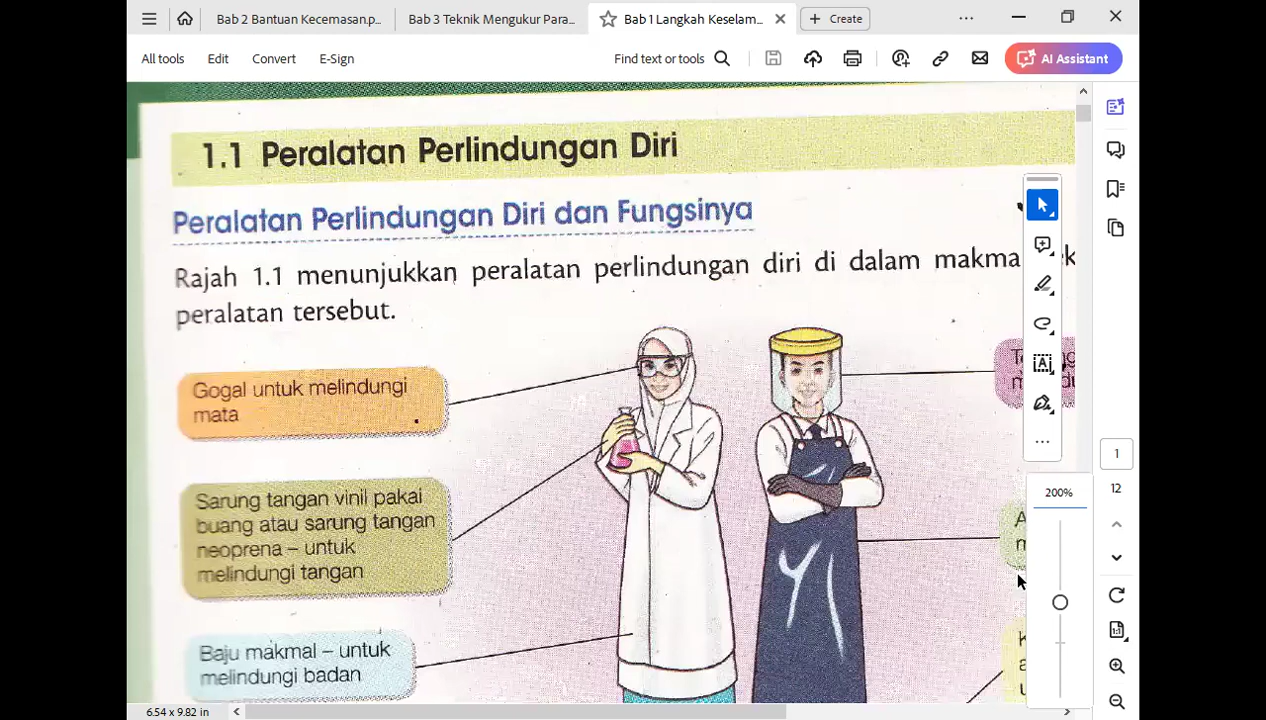 Bab 2 Bantuan Kecemasan.p...
Bab 3 Teknik Mengukur Para...
Bab 1 Langkah Keselam...
Create
All tools
Edit
Convert
E-Sign
Find text or tools
AI Assistant
1.1 Peralatan Perlindungan Diri
Peralatan Perlindungan Diri dan Fungsinya
Rajah 1.1 menunjukkan peralatan perlindungan diri di dalam
peralatan tersebut.
Gogal untuk melindungi
mata
Sarung tangan vinil pakai
buang atau sarung tangan
neoprena – untuk
melindungi tangan
Baju makmal – untuk
melindungi badan
1
200%
12
6.54 x 9.82 in